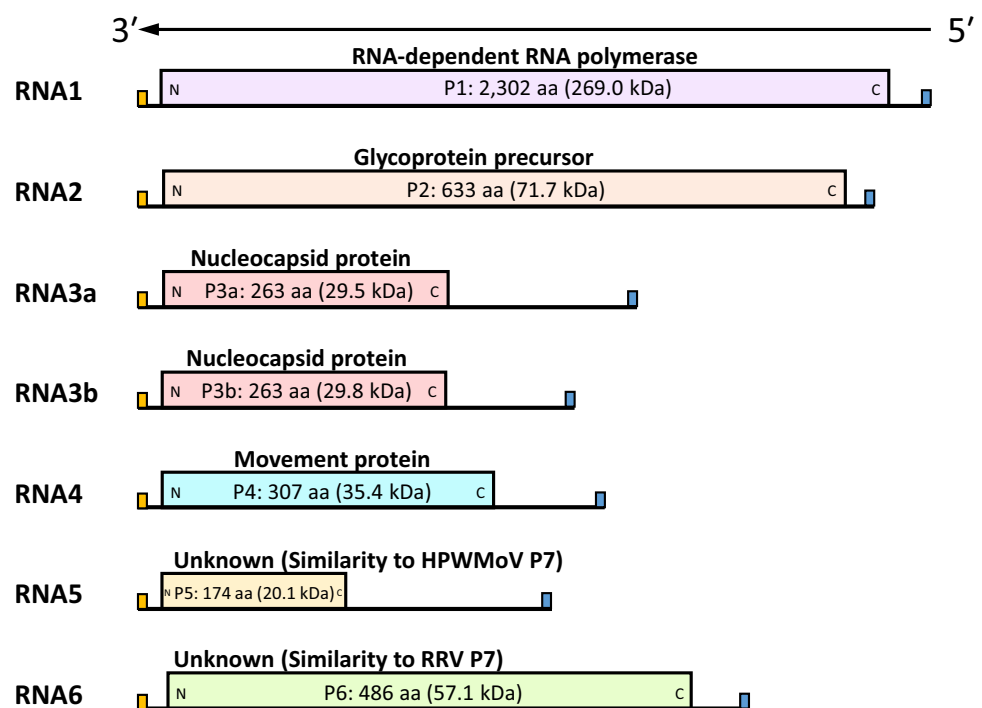 3′ 5′
RNA-dependent RNA polymerase
RNA1 N P1: 2,302 aa (269.0 kDa) C
Glycoprotein precursor
RNA2 N P2: 633 aa (71.7 kDa) C
Nucleocapsid protein
RNA3a N P3a: 263 aa (29.5 kDa) C
Nucleocapsid protein
RNA3b N P3b: 263 aa (29.8 kDa) C
Movement protein
RNA4 N P4: 307 aa (35.4 kDa) C
Unknown (Similarity to HPWMoV P7)
RNA5 N P5: 174 aa (20.1 kDa) C
Unknown (Similarity to RRV P7)
RNA6 N P6: 486 aa (57.1 kDa) C